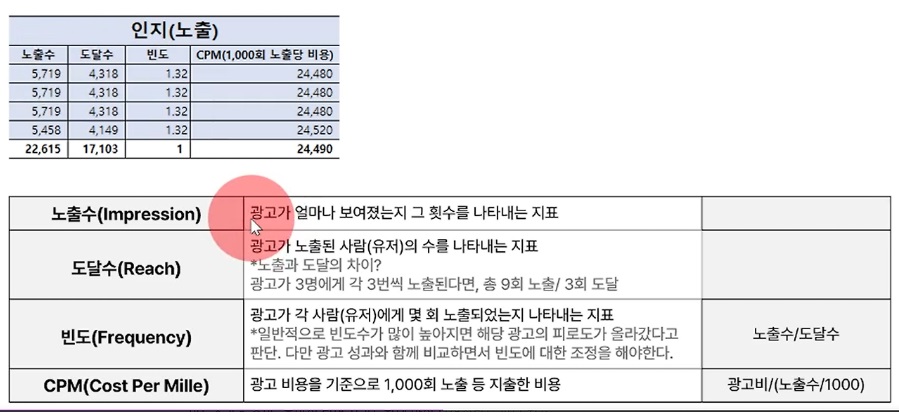 인지(노출)
노출수 도달수 빈도 CPM(1,000회 노출당 비용)
5,719 4,318 1.32 24,480
5,719 4,318 1.32 24,480
5,719 4,318 1.32 24,480
5,458 4,149 1.32 24,520
22,615 17,103 1 24,490
노출수(Impression) 광고가 얼마나 보여졌는지 그 횟수를 나타내는 지표
도달수(Reach) 광고가 노출된 사람(유저)의 수를 나타내는 지표
*노출과 도달의 차이?
광고가 3명에게 각 3번씩 노출된다면, 총 9회 노출/ 3회 도달
빈도(Frequency) 광고가 각 사람(유저)에게 몇 회 노출되었는지 나타내는 지표
*일반적으로 빈도수가 많이 높아지면 해당 광고의 피로도가 올라갔다고 노출수/도달수
판단. 다만 광고 성과와 함께 비교하면서 빈도에 대한 조정을 해야한다.
CPM(Cost Per Mille) 광고 비용을 기준으로 1,000회 노출 등 지출한 비용 광고비/(노출수/1000)